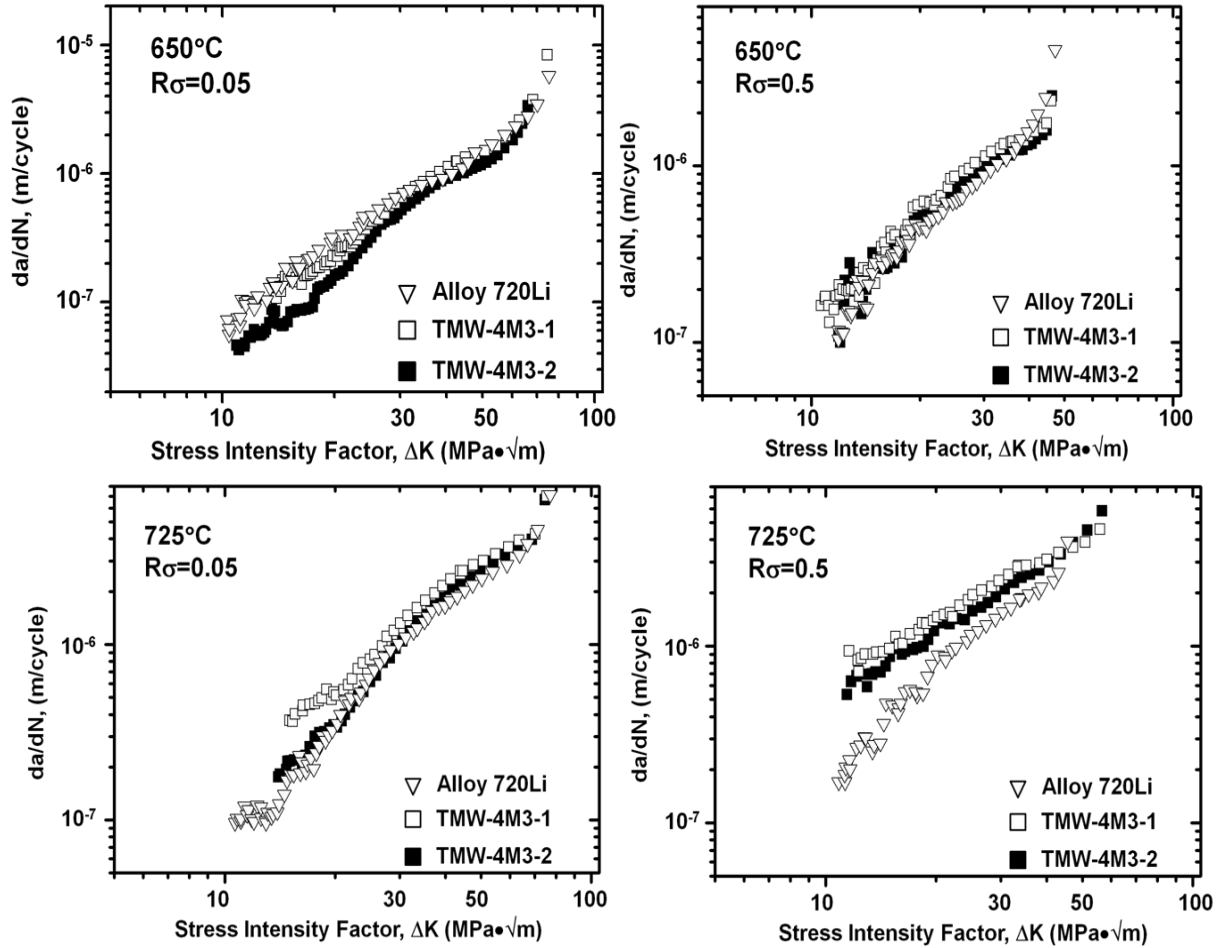 650°C
Rσ=0.05
10⁻⁵
10⁻⁶
10⁻⁷
da/dN, (m/cycle)
Alloy 720Li
TMW-4M3-1
TMW-4M3-2
10 30 50 100
Stress Intensity Factor, ΔK (MPa•√m)
650°C
Rσ=0.5
10⁻⁶
10⁻⁷
da/dN, (m/cycle)
Alloy 720Li
TMW-4M3-1
TMW-4M3-2
10 30 50 100
Stress Intensity Factor, ΔK (MPa•√m)
725°C
Rσ=0.05
10⁻⁶
10⁻⁷
da/dN, (m/cycle)
Alloy 720Li
TMW-4M3-1
TMW-4M3-2
10 30 50 100
Stress Intensity Factor, ΔK (MPa•√m)
725°C
Rσ=0.5
10⁻⁶
10⁻⁷
da/dN, (m/cycle)
Alloy 720Li
TMW-4M3-1
TMW-4M3-2
10 30 50 100
Stress Intensity Factor, ΔK (MPa•√m)